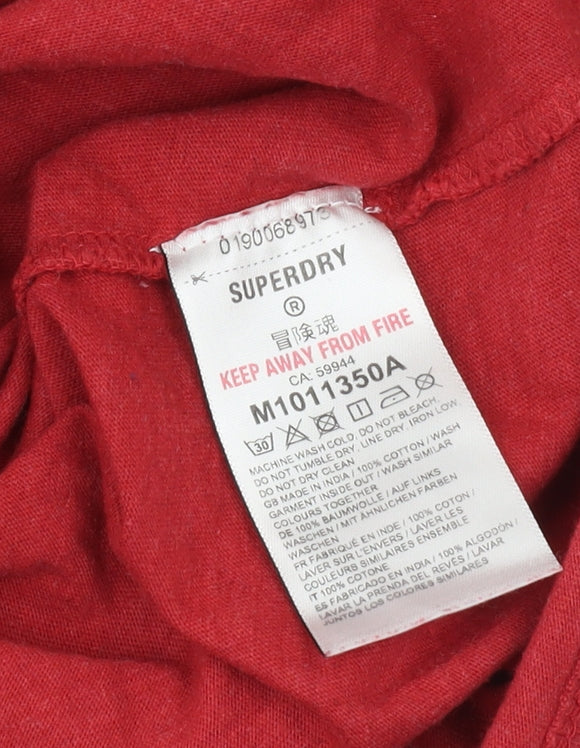 0190068973
SUPERDRY
®
冒険魂
KEEP AWAY FROM FIRE
CA: 59944
M1011350A
30
MACHINE WASH COLD. DO NOT BLEACH.
DO NOT TUMBLE DRY. LINE DRY. IRON LOW.
DO NOT DRY CLEAN
GB MADE IN INDIA / 100% COTTON / WASH
GARMENT INSIDE OUT / WASH SIMILAR
COLOURS TOGETHER
DE 100% BAUMWOLLE / AUF LINKS
WASCHEN / MIT ÄHNLICHEN FARBEN
WASCHEN
FR FABRIQUÉ EN INDE / 100% COTON /
LAVER SUR L'ENVERS / LAVER LES
COULEURS SIMILAIRES ENSEMBLE
IT 100% COTONE
ES FABRICADO EN INDIA / 100% ALGODÓN /
LAVAR LA PRENDA DEL REVÉS / LAVAR
JUNTOS LOS COLORES SIMILARES